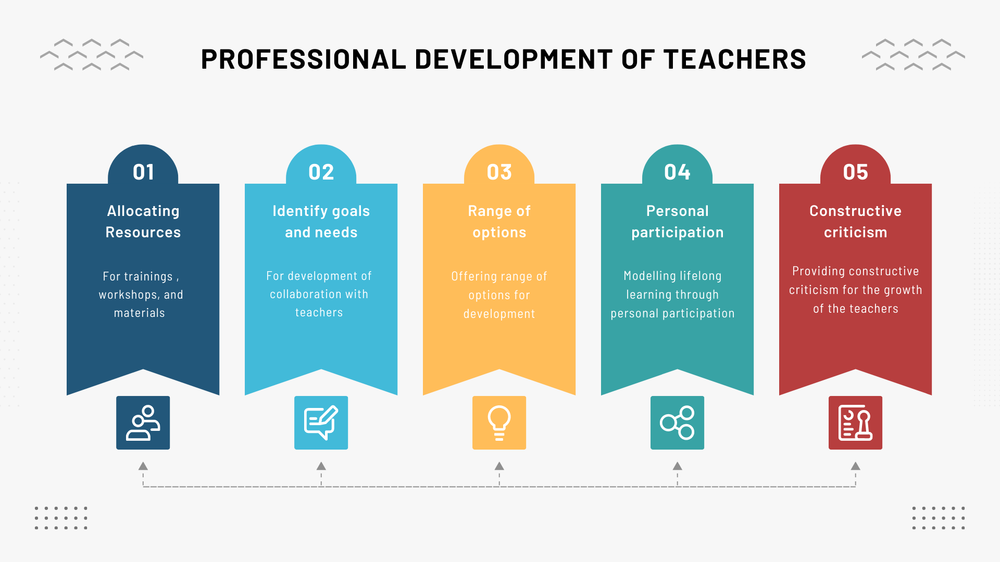 PROFESSIONAL DEVELOPMENT OF TEACHERS
01
Allocating
Resources
For trainings ,
workshops, and
materials
02
Identify goals
and needs
For development of
collaboration with
teachers
03
Range of
options
Offering range of
options for
development
04
Personal
participation
Modelling lifelong
learning through
personal participation
05
Constructive
criticism
Providing constructive
criticism for the growth
of the teachers